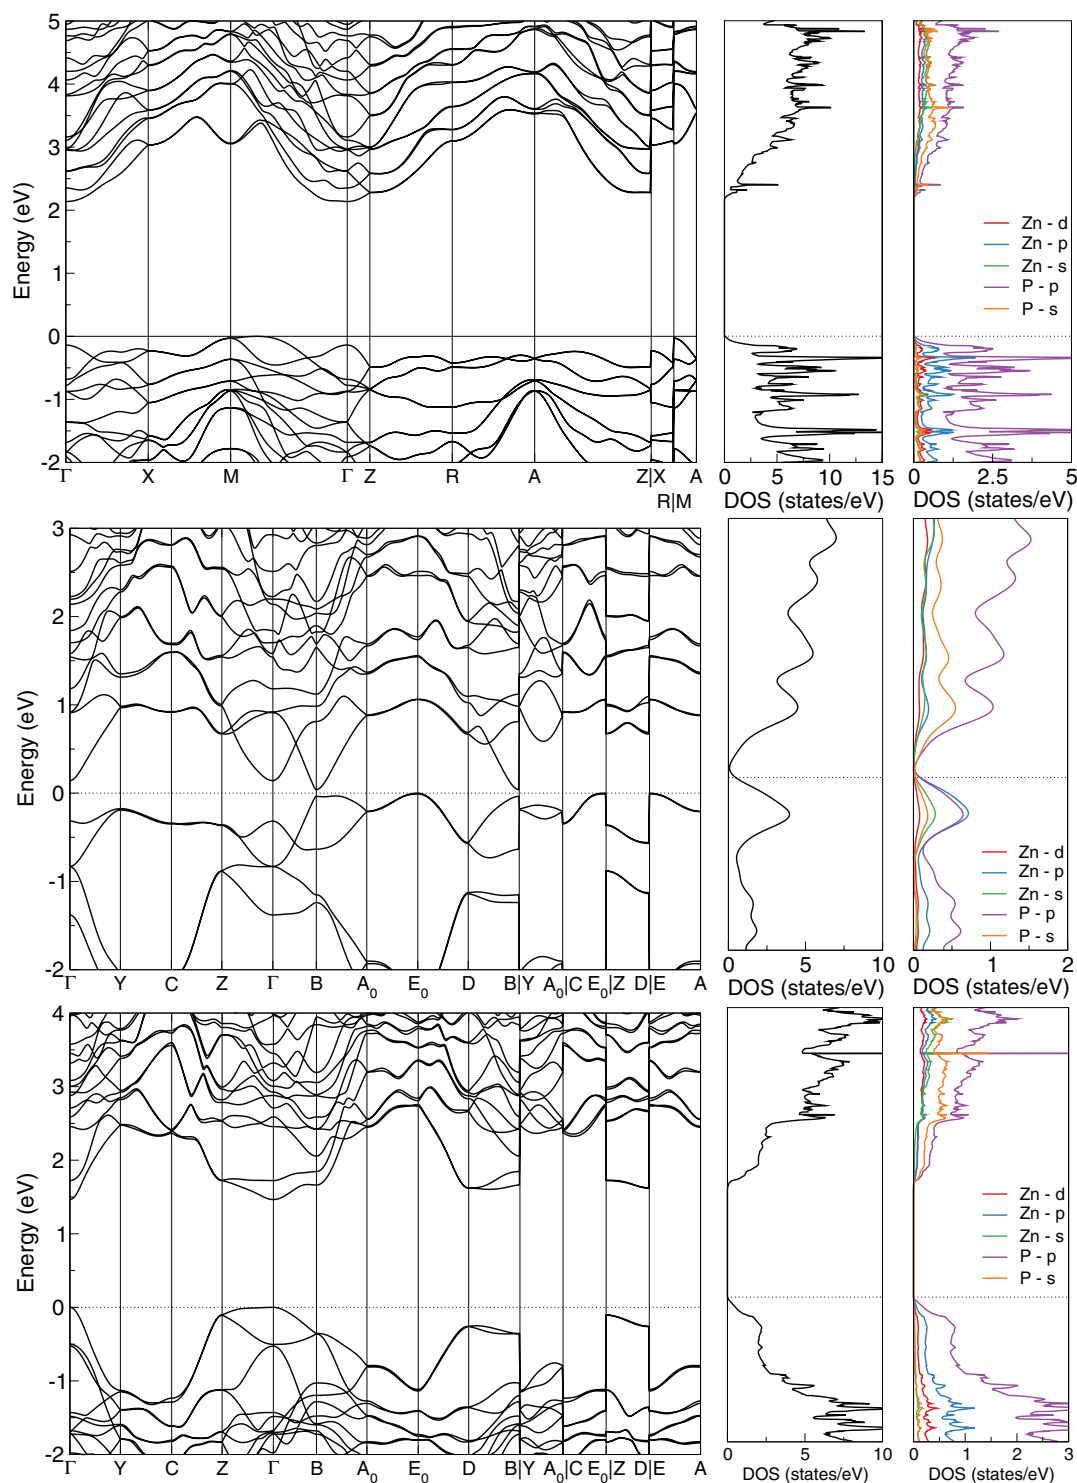 5
4
3
2
1
0
-1
-2
Energy (eV)
Γ X M Γ Z R A Z|X A
R|M
0 5 10 15
DOS (states/eV)
Zn - d
Zn - p
Zn - s
P - p
P - s
0 2.5 5
DOS (states/eV)
3
2
1
0
-1
-2
Energy (eV)
Γ Y C Z Γ B A₀ E₀ D B|Y A₀|C E₀|Z D|E A
0 5 10
DOS (states/eV)
Zn - d
Zn - p
Zn - s
P - p
P - s
0 1 2
DOS (states/eV)
4
3
2
1
0
-1
-2
Energy (eV)
Γ Y C Z Γ B A₀ E₀ D B|Y A₀|C E₀|Z D|E A
0 5 10
DOS (states/eV)
Zn - d
Zn - p
Zn - s
P - p
P - s
0 1 2 3
DOS (states/eV)